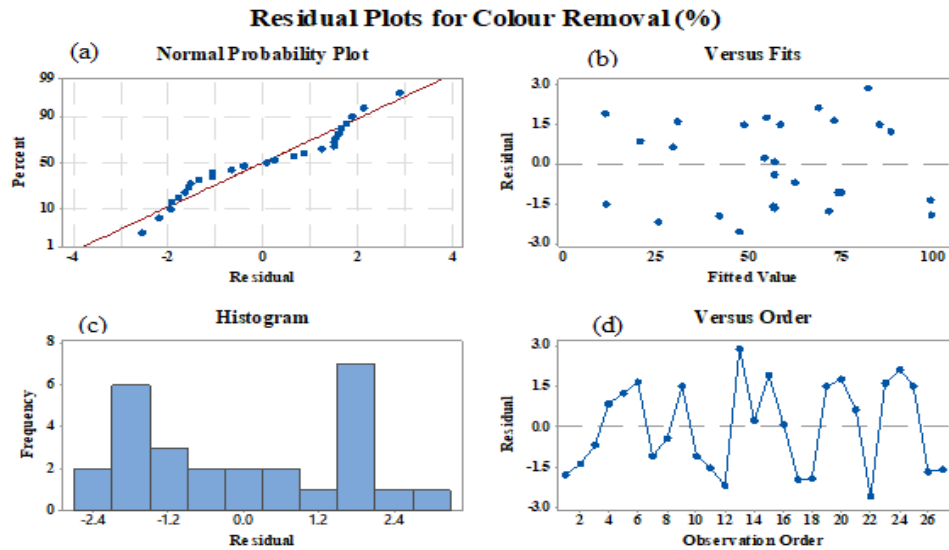 Residual Plots for Colour Removal (%)
(a)
Normal Probability Plot
99
90
50
10
1
Percent
-4
-2
0
2
4
Residual
(b)
Versus Fits
3.0
1.5
0.0
-1.5
-3.0
Residual
0
25
50
75
100
Fitted Value
(c)
Histogram
8
6
4
2
0
Frequency
-2.4
-1.2
0.0
1.2
2.4
Residual
(d)
Versus Order
3.0
1.5
0.0
-1.5
-3.0
Residual
2
4
6
8
10
12
14
16
18
20
22
24
26
Observation Order